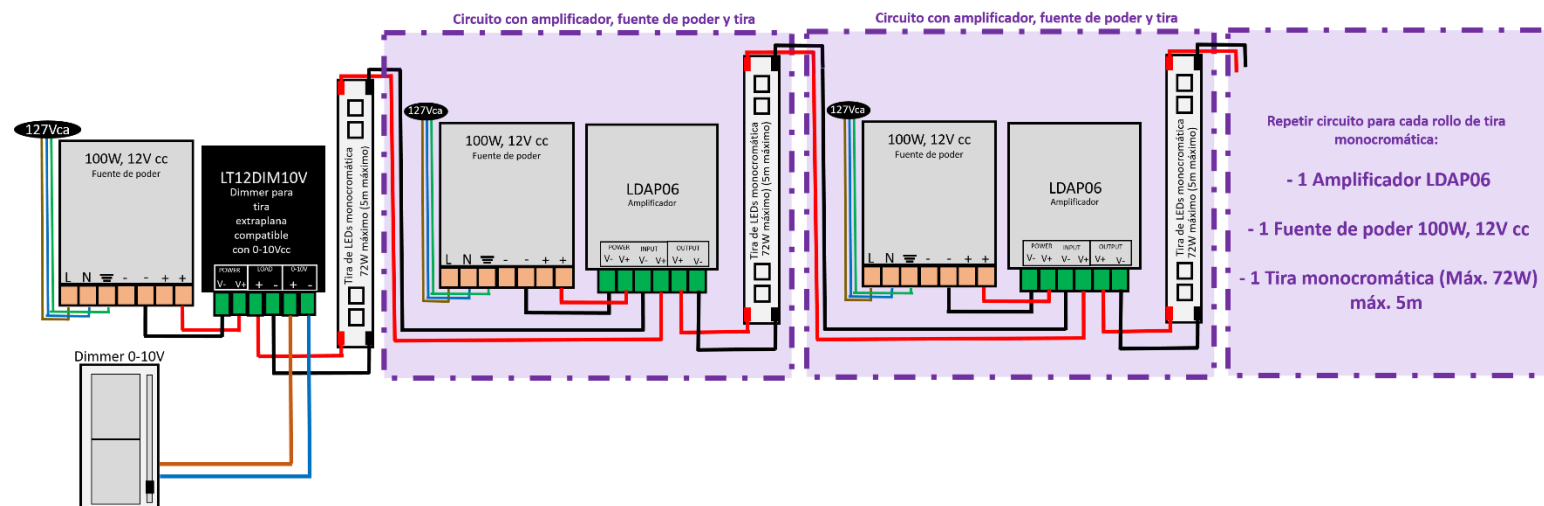 Circuito con amplificador, fuente de poder y tira
Circuito con amplificador, fuente de poder y tira
127Vca
100W, 12V cc
Fuente de poder
L N - - + +
LT12DIM10V
Dimmer para
tira
extraplana
compatible
con 0-10Vcc
POWER LOAD 0-10V
V- V+ + - + -
Tira de LEDs monocromática
72W máximo (5m máximo)
Dimmer 0-10V
127Vca
100W, 12V cc
Fuente de poder
L N - - + +
LDAP06
Amplificador
POWER INPUT OUTPUT
V- V+ V- V+ V+ V-
Tira de LEDs monocromática
72W máximo) (5m máximo)
127Vca
100W, 12V cc
Fuente de poder
L N - - + +
LDAP06
Amplificador
POWER INPUT OUTPUT
V- V+ V- V+ V+ V-
Tira de LEDs monocromática
72W máximo) (5m máximo)
Repetir circuito para cada rollo de tira
monocromática:
- 1 Amplificador LDAP06
- 1 Fuente de poder 100W, 12V cc
- 1 Tira monocromática (Máx. 72W)
máx. 5m